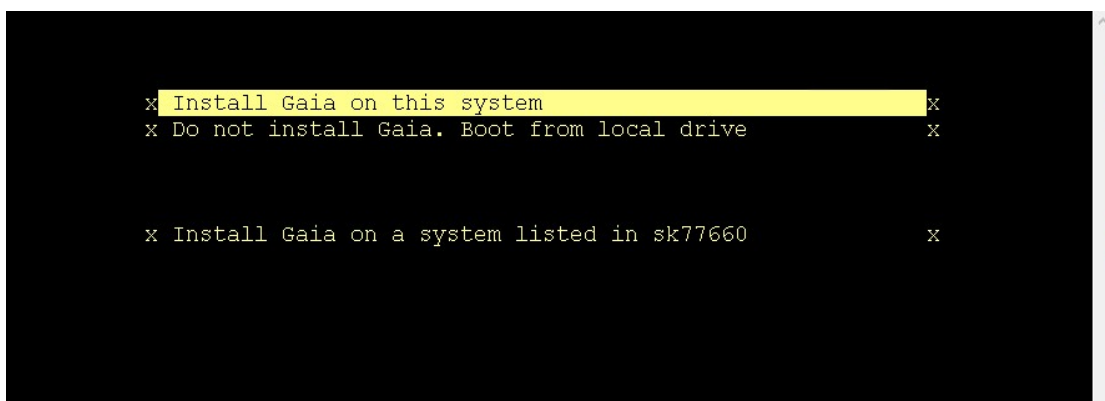 x Install Gaia on this system x
x Do not install Gaia. Boot from local drive x
x Install Gaia on a system listed in sk77660 x